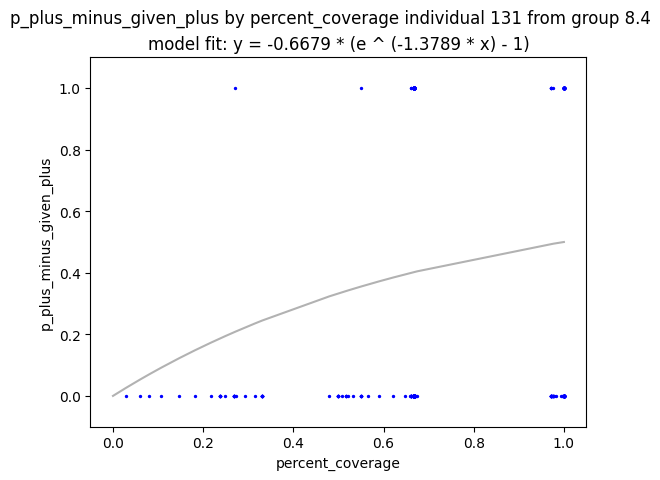 p_plus_minus_given_plus by percent_coverage individual 131 from group 8.4
model fit: y = -0.6679 * (e ^ (-1.3789 * x) - 1)
1.0
0.8
0.6
0.4
0.2
0.0
p_plus_minus_given_plus
0.0 0.2 0.4 0.6 0.8 1.0
percent_coverage